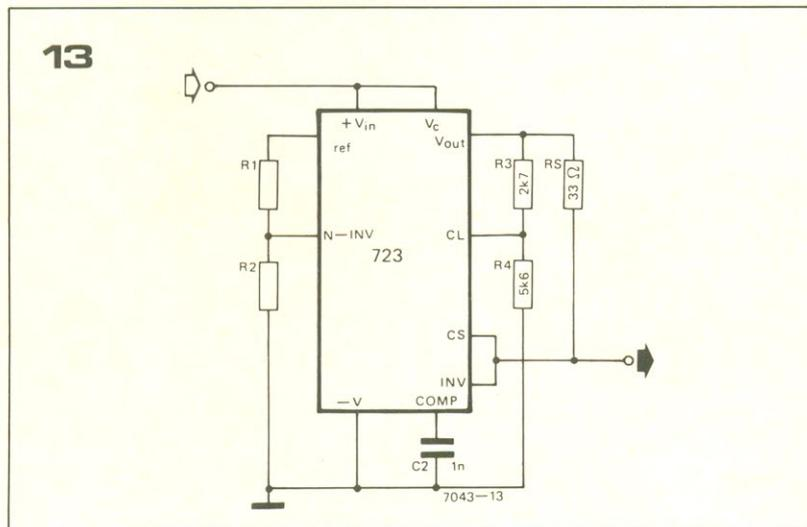 13
+ Vin
Vc
Vout
ref
R1
R3
2k7
RS
33 Ω
N—INV
CL
723
R2
R4
5k6
CS
INV
—V
COMP
C2
1n
7043—13